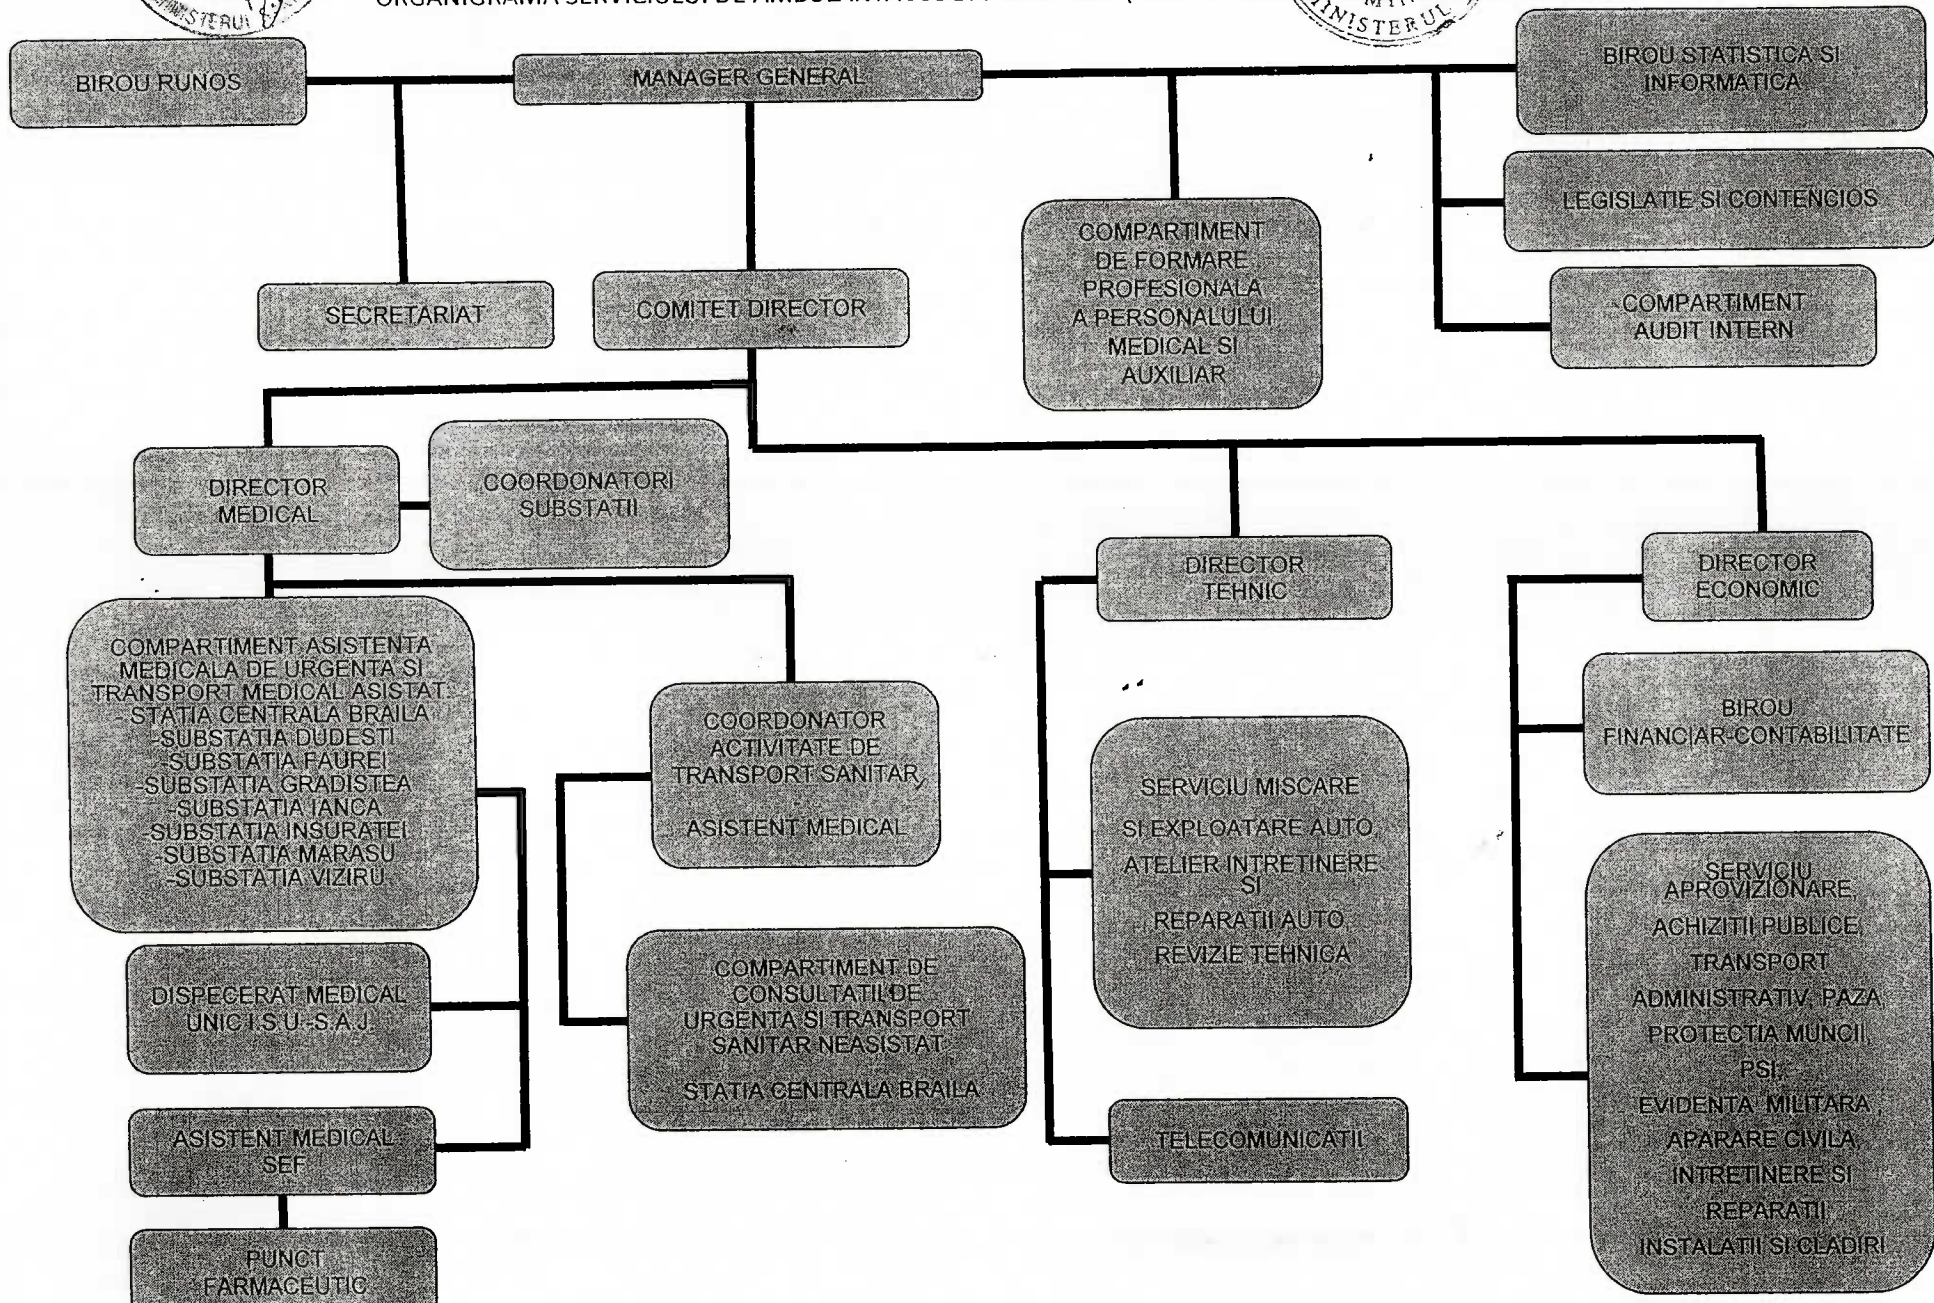 ORGANIGRAMA SERVICIULUI DE AMBULANTA
MINISTERUL
MINISTERUL
BIROU RUNOS
MANAGER GENERAL
BIROU STATISTICA SI
INFORMATICA
LEGISLATIE SI CONTENCIOS
COMPARTIMENT
AUDIT INTERN
COMPARTIMENT
DE FORMARE
PROFESIONALA
A PERSONALULUI
MEDICAL SI
AUXILIAR
SECRETARIAT
COMITET DIRECTOR
DIRECTOR
MEDICAL
COORDONATORI
SUBSTATII
DIRECTOR
TEHNIC
DIRECTOR
ECONOMIC
COMPARTIMENT ASISTENTA
MEDICALA DE URGENTA SI
TRANSPORT MEDICAL ASISTAT
- STATIA CENTRALA BRAILA
-SUBSTATIA DUDESTI
-SUBSTATIA FAUREI
-SUBSTATIA GRADISTEA
-SUBSTATIA IANCA
-SUBSTATIA INSURATEI
-SUBSTATIA MARASU
-SUBSTATIA VIZIRU
COORDONATOR
ACTIVITATE DE
TRANSPORT SANITAR,
ASISTENT MEDICAL
SERVICIU MISCARE
SI EXPLOATARE AUTO,
ATELIER INTRETINERE
SI
REPARATII AUTO,
REVIZIE TEHNICA
BIROU
FINANCIAR-CONTABILITATE
SERVICIU
APROVIZIONARE,
ACHIZITII PUBLICE,
TRANSPORT
ADMINISTRATIV, PAZA
PROTECTIA MUNCII,
PSI,
EVIDENTA MILITARA,
APARARE CIVILA
INTRETINERE SI
REPARATII
INSTALATII SI CLADIRI
DISPECERAT MEDICAL
UNIC I.S.U.-S.A.J.
COMPARTIMENT DE
CONSULTATII DE
URGENTA SI TRANSPORT
SANITAR NEASISTAT
STATIA CENTRALA BRAILA
ASISTENT MEDICAL
SEF
TELECOMUNICATII
PUNCT
FARMACEUTIC